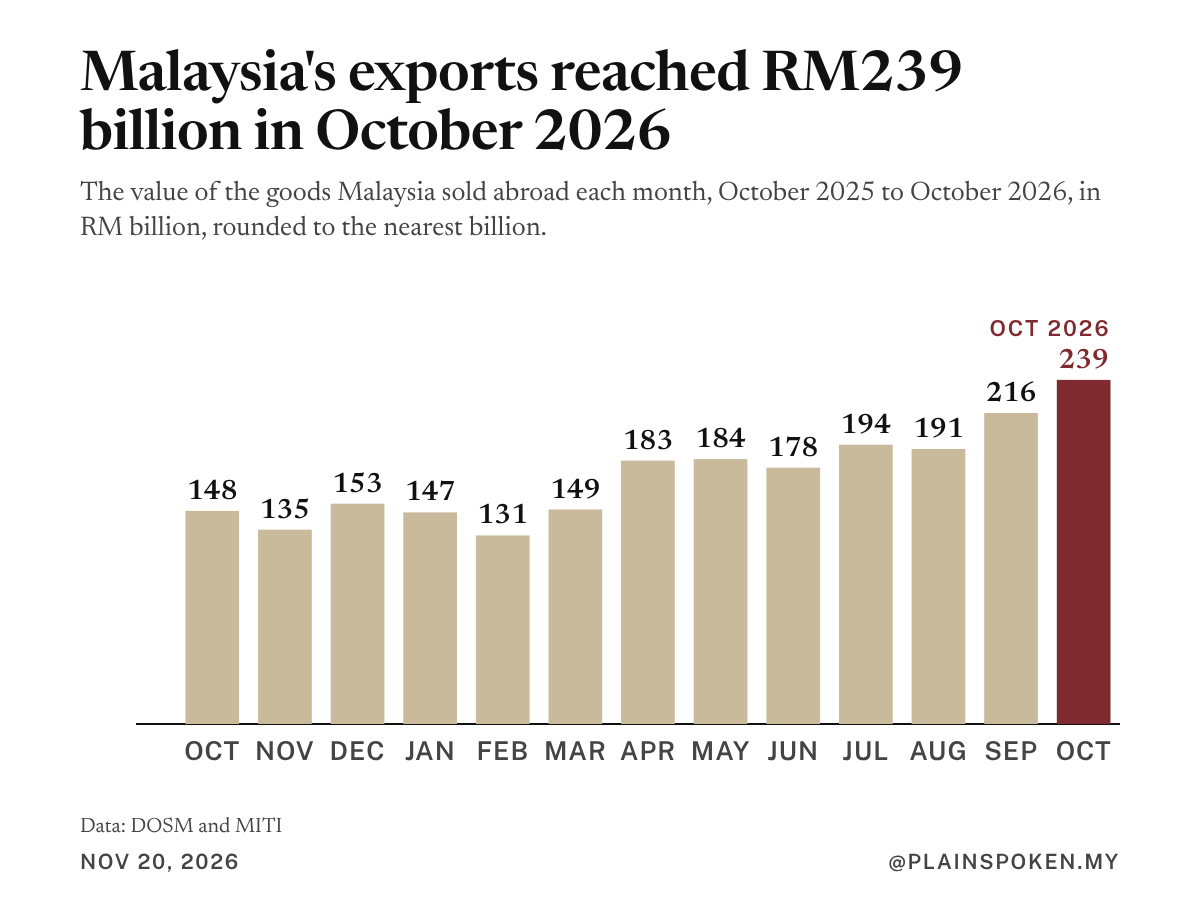 Malaysia's exports reached RM239
billion in October 2026
The value of the goods Malaysia sold abroad each month, October 2025 to October 2026, in
RM billion, rounded to the nearest billion.
OCT 2026
148 135 153 147 131 149 183 184 178 194 191 216 239
OCT NOV DEC JAN FEB MAR APR MAY JUN JUL AUG SEP OCT
Data: DOSM and MITI
NOV 20, 2026
@PLAINSPOKEN.MY